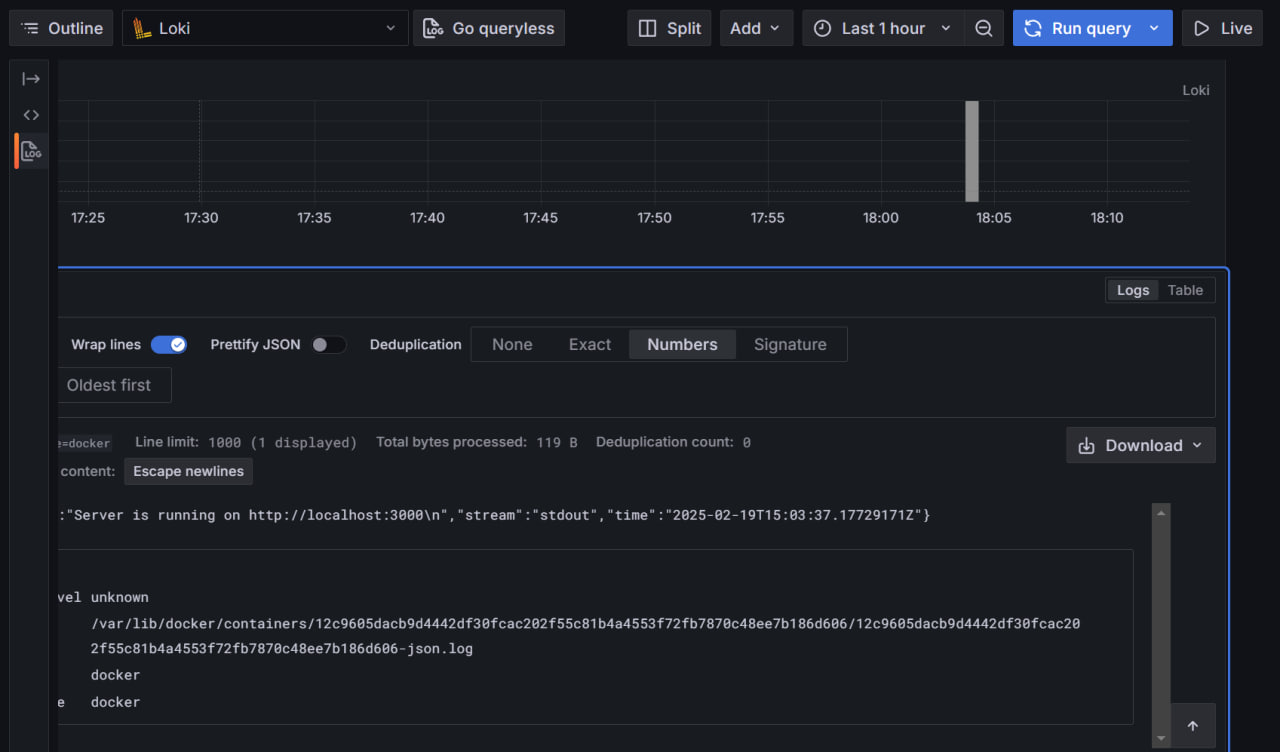 Outline Loki Go queryless Split Add Last 1 hour Run query Live
Loki
17:25 17:30 17:35 17:40 17:45 17:50 17:55 18:00 18:05 18:10
Logs Table
Wrap lines Prettify JSON Deduplication None Exact Numbers Signature
Oldest first
e=docker Line limit: 1000 (1 displayed) Total bytes processed: 119 B Deduplication count: 0 Download
content: Escape newlines
:"Server is running on http://localhost:3000\n","stream":"stdout","time":"2025-02-19T15:03:37.17729171Z"}
vel unknown
/var/lib/docker/containers/12c9605dacb9d4442df30fcac202f55c81b4a4553f72fb7870c48ee7b186d606/12c9605dacb9d4442df30fcac20
2f55c81b4a4553f72fb7870c48ee7b186d606-json.log
docker
e docker